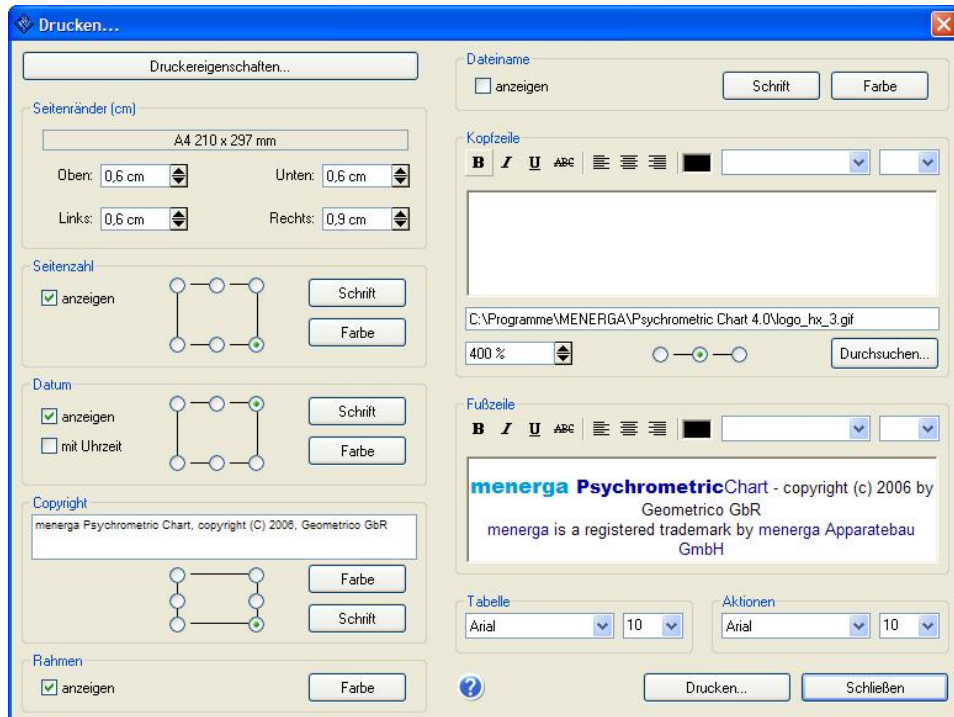 Drucken...
Druckereigenschaften...
Seitenränder (cm)
A4 210 x 297 mm
Oben: 0,6 cm Unten: 0,6 cm
Links: 0,6 cm Rechts: 0,9 cm
Seitenzahl
anzeigen
Schrift
Farbe
Datum
anzeigen
mit Uhrzeit
Schrift
Farbe
Copyright
menerga Psychrometric Chart, copyright (C) 2006, Geometrico GbR
Farbe
Schrift
Rahmen
anzeigen
Farbe
Dateiname
anzeigen
Schrift
Farbe
Kopfzeile
B I U ABC
C:\Programme\MENERGA\Psychrometric Chart 4.0\logo_hx_3.gif
400 %
Durchsuchen...
Fußzeile
B I U ABC
menerga PsychrometricChart - copyright (c) 2006 by
Geometrico GbR
menerga is a registered trademark by menerga Apparatebau
GmbH
Tabelle
Arial 10
Aktionen
Arial 10
?
Drucken...
Schließen